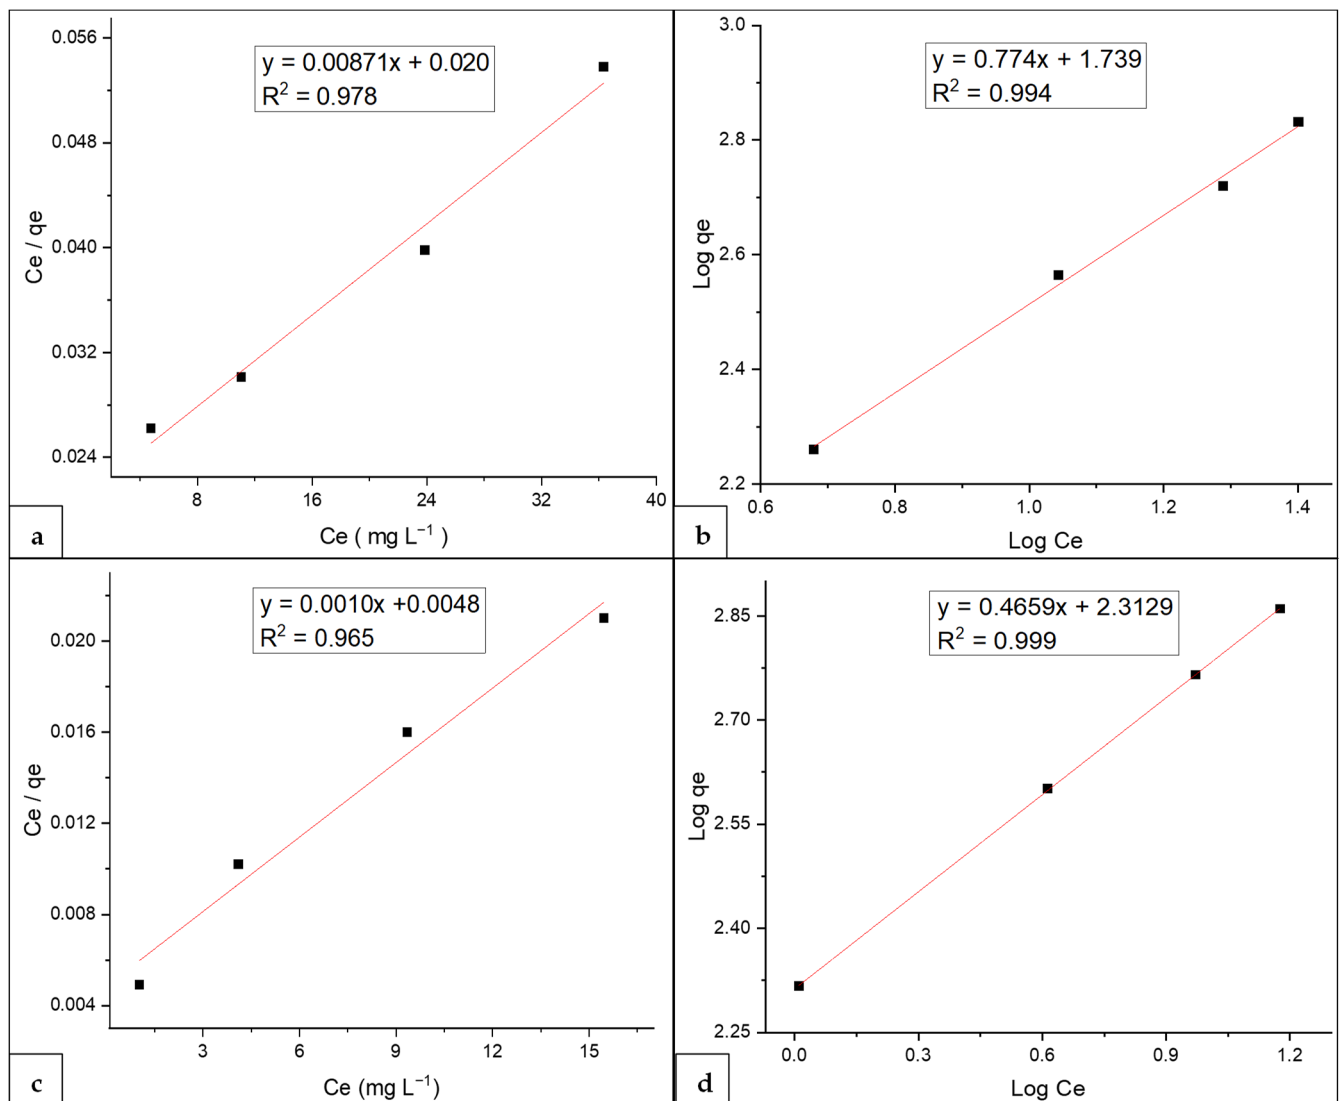 y = 0.00871x + 0.020
R² = 0.978
0.056
0.048
0.040
0.032
0.024
Ce / qe
8 16 24 32 40
Ce ( mg L⁻¹ )
a
y = 0.774x + 1.739
R² = 0.994
3.0
2.8
2.6
2.4
2.2
Log qe
0.6 0.8 1.0 1.2 1.4
Log Ce
b
y = 0.0010x +0.0048
R² = 0.965
0.020
0.016
0.012
0.008
0.004
Ce / qe
3 6 9 12 15
Ce (mg L⁻¹)
c
y = 0.4659x + 2.3129
R² = 0.999
2.85
2.70
2.55
2.40
2.25
Log qe
0.0 0.3 0.6 0.9 1.2
Log Ce
d